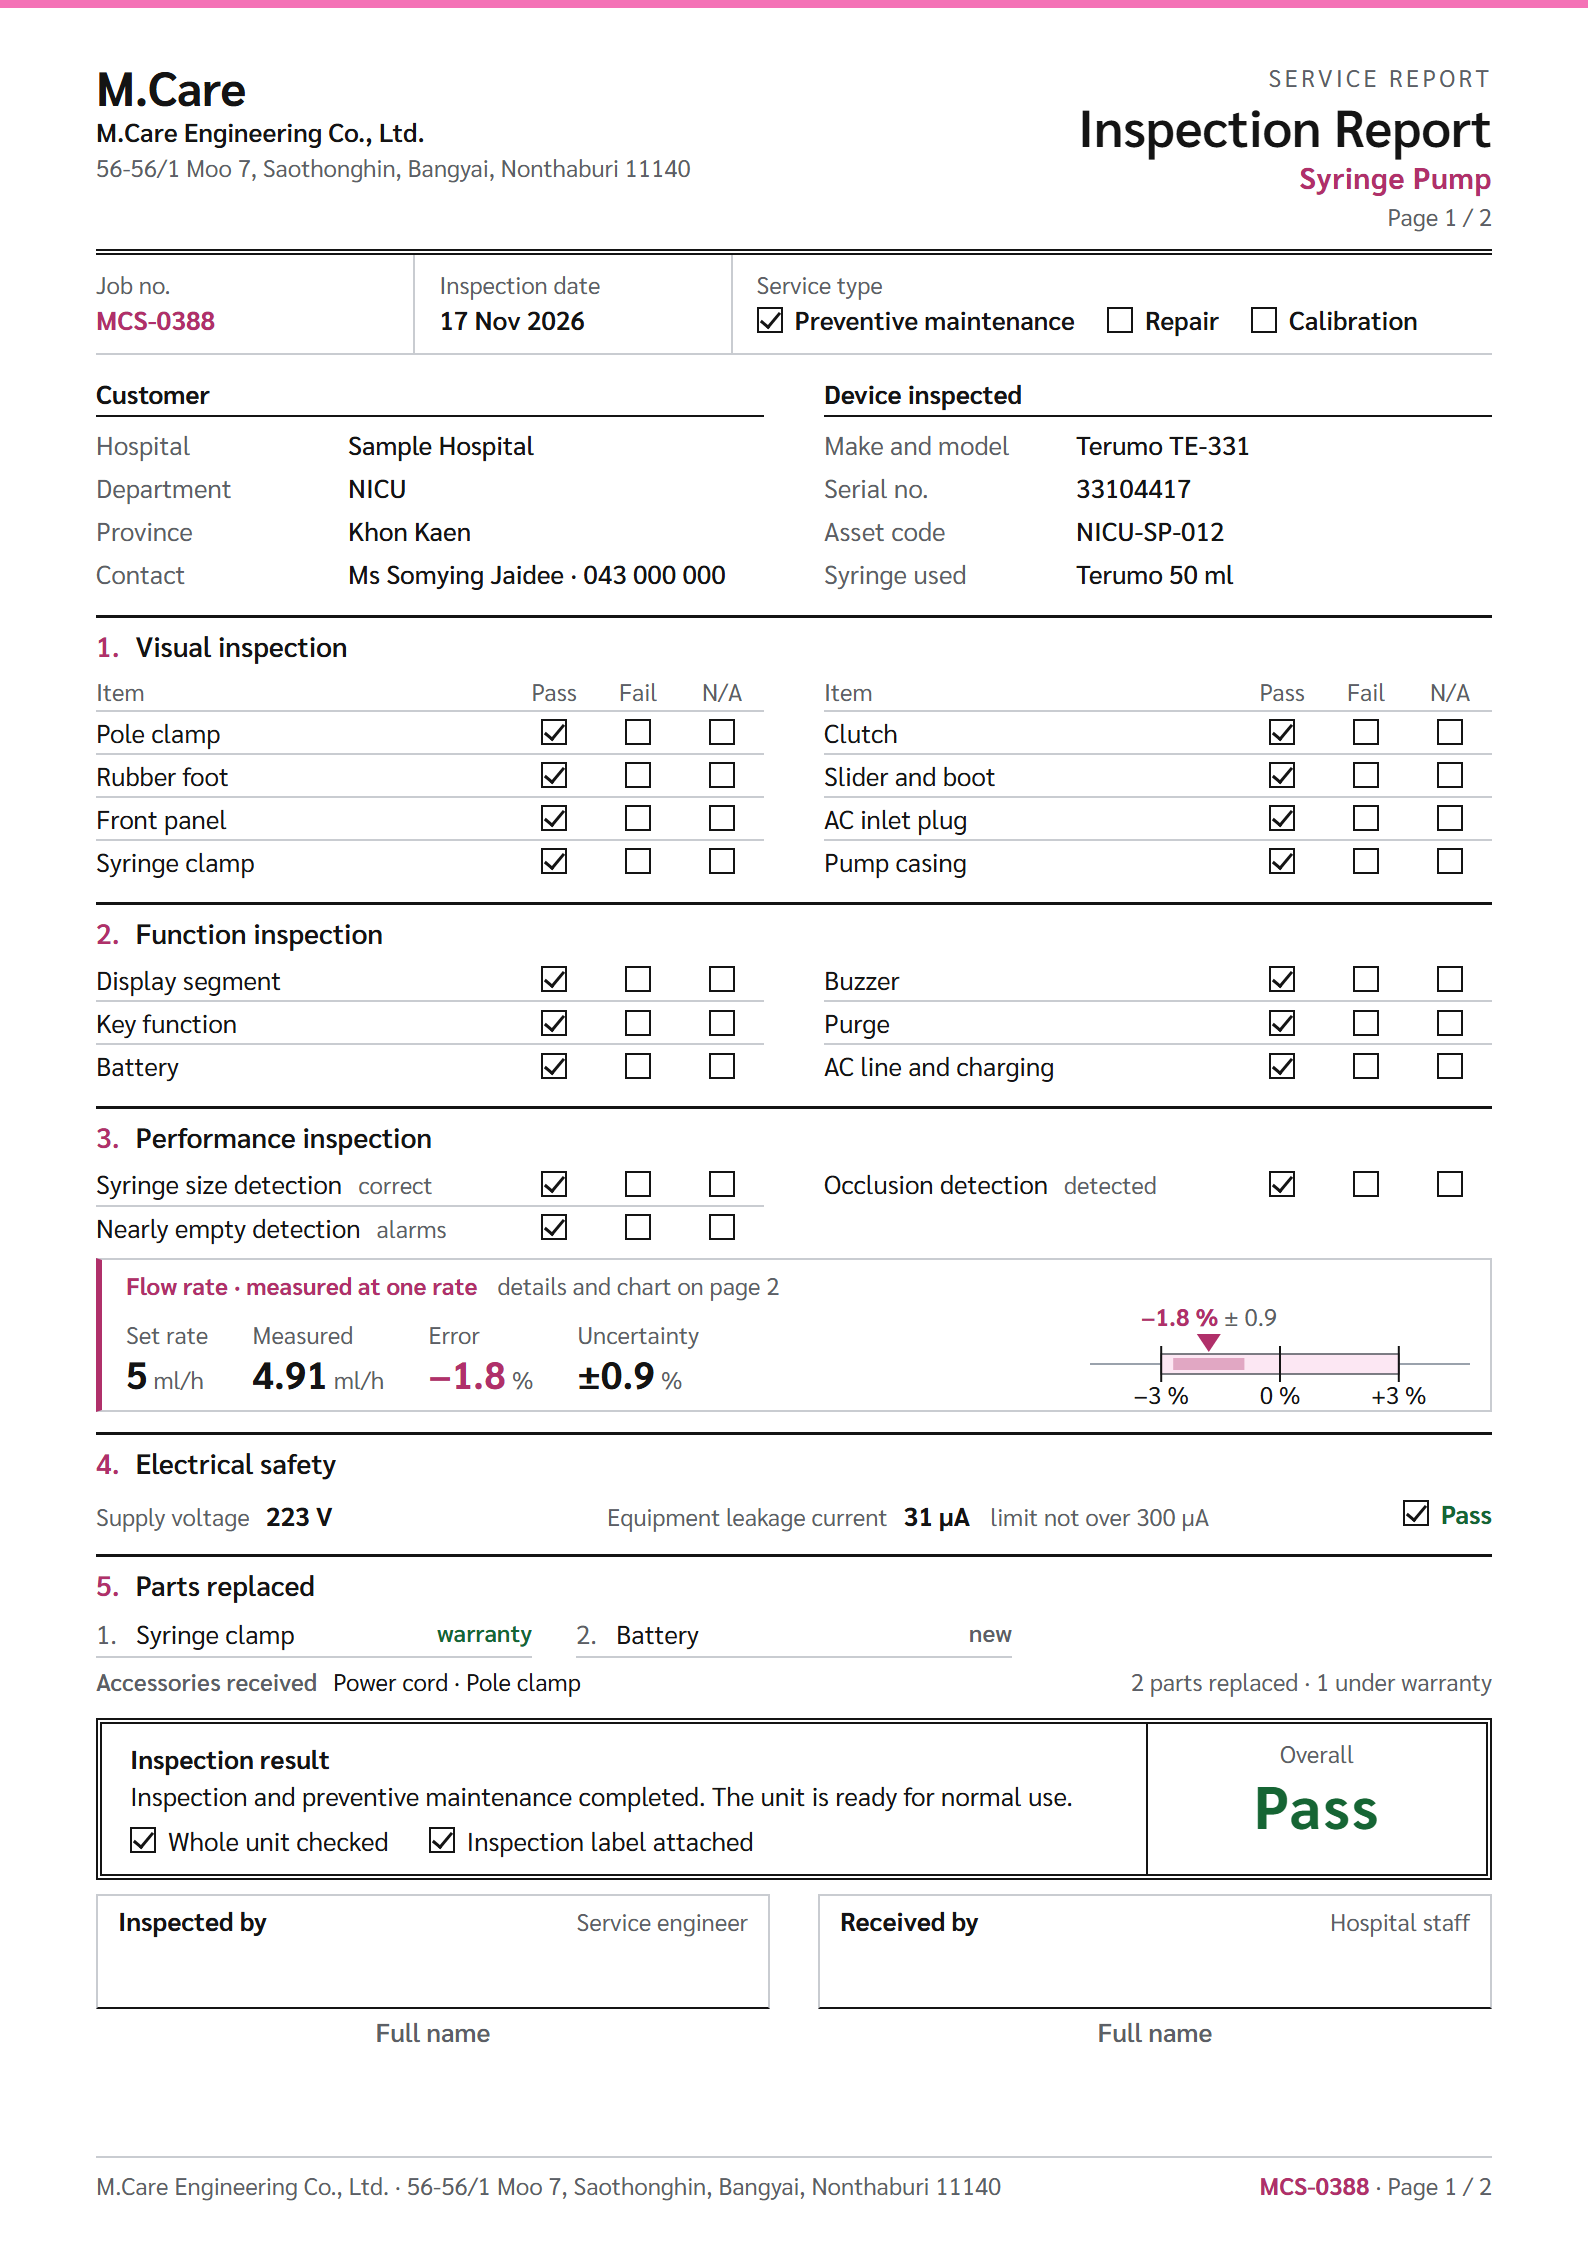 M.Care
M.Care Engineering Co., Ltd.
56-56/1 Moo 7, Saothonghin, Bangyai, Nonthaburi 11140
SERVICE REPORT
Inspection Report
Syringe Pump
Page 1 / 2
Job no.
MCS-0388
Inspection date
17 Nov 2026
Service type
Preventive maintenance Repair Calibration
Customer
Hospital Sample Hospital
Department NICU
Province Khon Kaen
Contact Ms Somying Jaidee · 043 000 000
Device inspected
Make and model Terumo TE-331
Serial no. 33104417
Asset code NICU-SP-012
Syringe used Terumo 50 ml
1. Visual inspection
Item Pass Fail N/A
Pole clamp
Rubber foot
Front panel
Syringe clamp
Item Pass Fail N/A
Clutch
Slider and boot
AC inlet plug
Pump casing
2. Function inspection
Display segment
Key function
Battery
Buzzer
Purge
AC line and charging
3. Performance inspection
Syringe size detection correct
Nearly empty detection alarms
Occlusion detection detected
Flow rate · measured at one rate details and chart on page 2
Set rate Measured Error Uncertainty
5 ml/h 4.91 ml/h −1.8 % ±0.9 %
−1.8 % ± 0.9
−3 % 0 % +3 %
4. Electrical safety
Supply voltage 223 V Equipment leakage current 31 µA limit not over 300 µA Pass
5. Parts replaced
1. Syringe clamp warranty 2. Battery new
Accessories received Power cord · Pole clamp 2 parts replaced · 1 under warranty
Inspection result
Inspection and preventive maintenance completed. The unit is ready for normal use.
Whole unit checked Inspection label attached
Overall
Pass
Inspected by Service engineer
Full name
Received by Hospital staff
Full name
M.Care Engineering Co., Ltd. · 56-56/1 Moo 7, Saothonghin, Bangyai, Nonthaburi 11140 MCS-0388 · Page 1 / 2